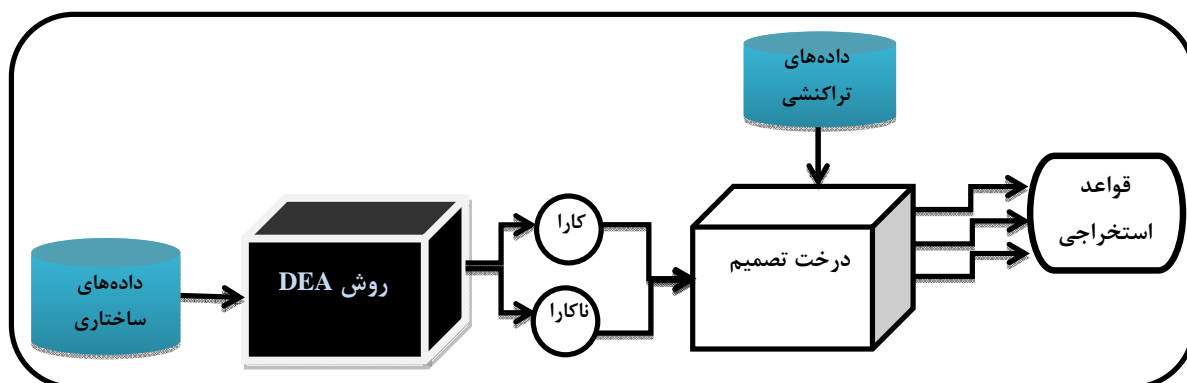 داده‌های
تراکنشی
قواعد
استخراجی
کارا
درخت تصمیم
روش DEA
داده‌های
ساختاری
ناکارا